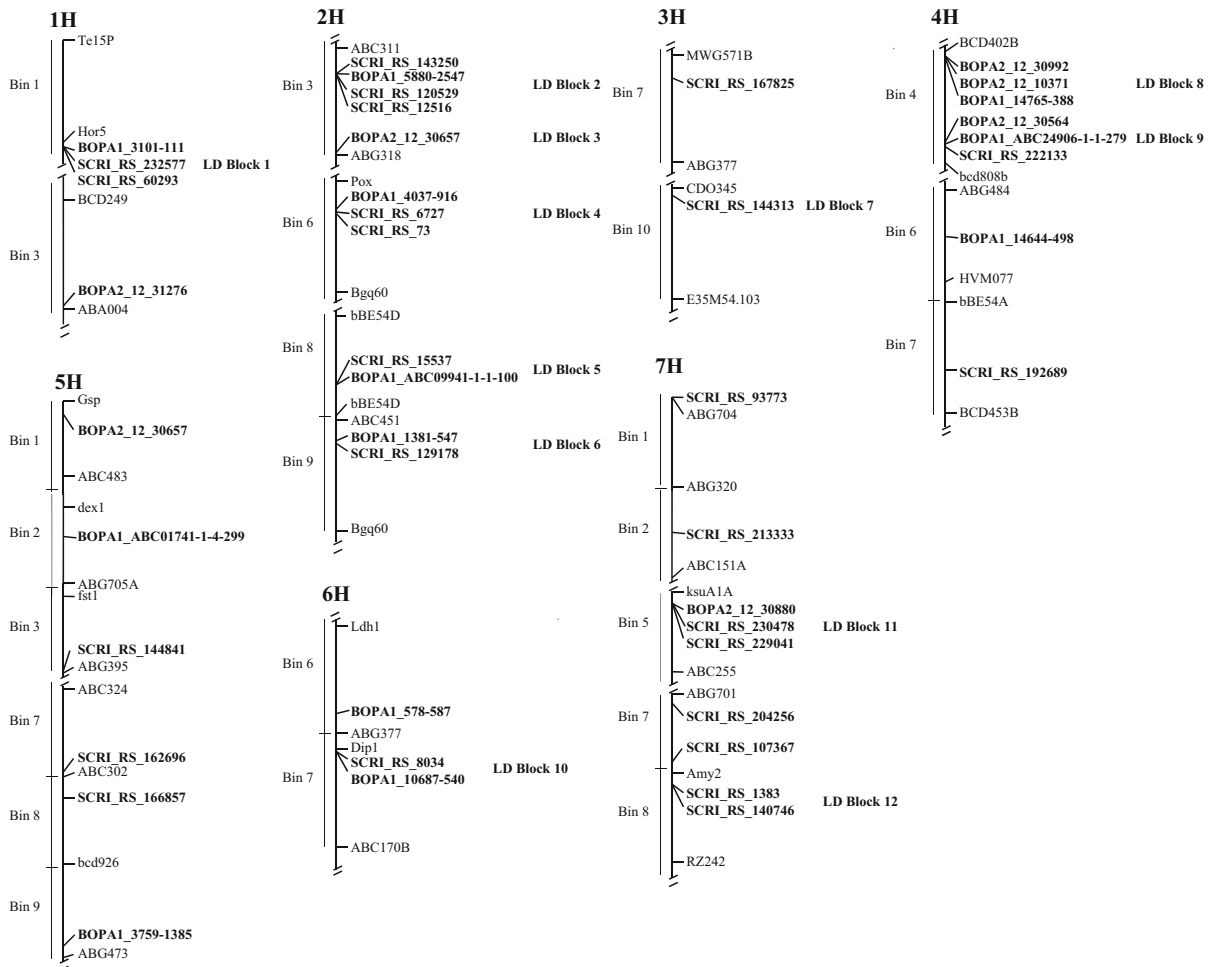 1H
Te15P
Bin 1
Hor5
BOPA1_3101-111
SCRI_RS_232577 LD Block 1
SCRI_RS_60293
BCD249
Bin 3
BOPA2_12_31276
ABA004
2H
ABC311
SCRI_RS_143250
BOPA1_5880-2547
Bin 3
SCRI_RS_120529 LD Block 2
SCRI_RS_12516
BOPA2_12_30657 LD Block 3
ABG318
Pox
BOPA1_4037-916
Bin 6
SCRI_RS_6727 LD Block 4
SCRI_RS_73
Bgq60
bBE54D
Bin 8
SCRI_RS_15537 LD Block 5
BOPA1_ABC09941-1-1-100
bBE54D
ABC451
BOPA1_1381-547 LD Block 6
SCRI_RS_129178
Bin 9
Bgq60
3H
MWG571B
SCRI_RS_167825
Bin 7
ABG377
CDO345
SCRI_RS_144313 LD Block 7
Bin 10
E35M54.103
4H
BCD402B
BOPA2_12_30992
Bin 4
BOPA2_12_10371 LD Block 8
BOPA1_14765-388
BOPA2_12_30564
BOPA1_ABC24906-1-1-279 LD Block 9
SCRI_RS_222133
bcd808b
ABG484
Bin 6
BOPA1_14644-498
HVM077
bBE54A
Bin 7
SCRI_RS_192689
BCD453B
5H
Gsp
BOPA2_12_30657
Bin 1
ABC483
dex1
Bin 2
BOPA1_ABC01741-1-4-299
ABG705A
fst1
Bin 3
SCRI_RS_144841
ABG395
ABC324
Bin 7
SCRI_RS_162696
ABC302
SCRI_RS_166857
Bin 8
bcd926
Bin 9
BOPA1_3759-1385
ABG473
6H
Ldh1
Bin 6
BOPA1_578-587
ABG377
Dip1
SCRI_RS_8034 LD Block 10
Bin 7
BOPA1_10687-540
ABC170B
7H
SCRI_RS_93773
ABG704
Bin 1
ABG320
Bin 2
SCRI_RS_213333
ABC151A
ksuA1A
BOPA2_12_30880
Bin 5
SCRI_RS_230478 LD Block 11
SCRI_RS_229041
ABC255
ABG701
Bin 7
SCRI_RS_204256
SCRI_RS_107367
Amy2
SCRI_RS_1383 LD Block 12
Bin 8
SCRI_RS_140746
RZ242